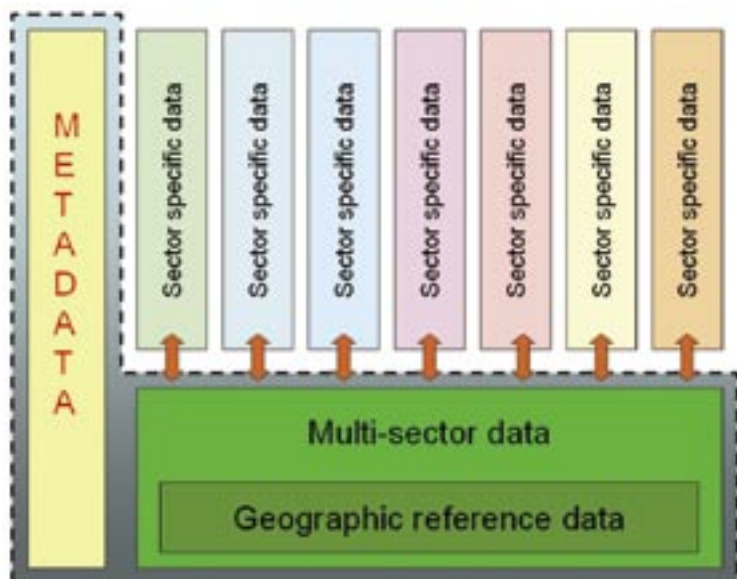 METADATA
Sector specific data
Sector specific data
Sector specific data
Sector specific data
Sector specific data
Sector specific data
Sector specific data
Multi-sector data
Geographic reference data